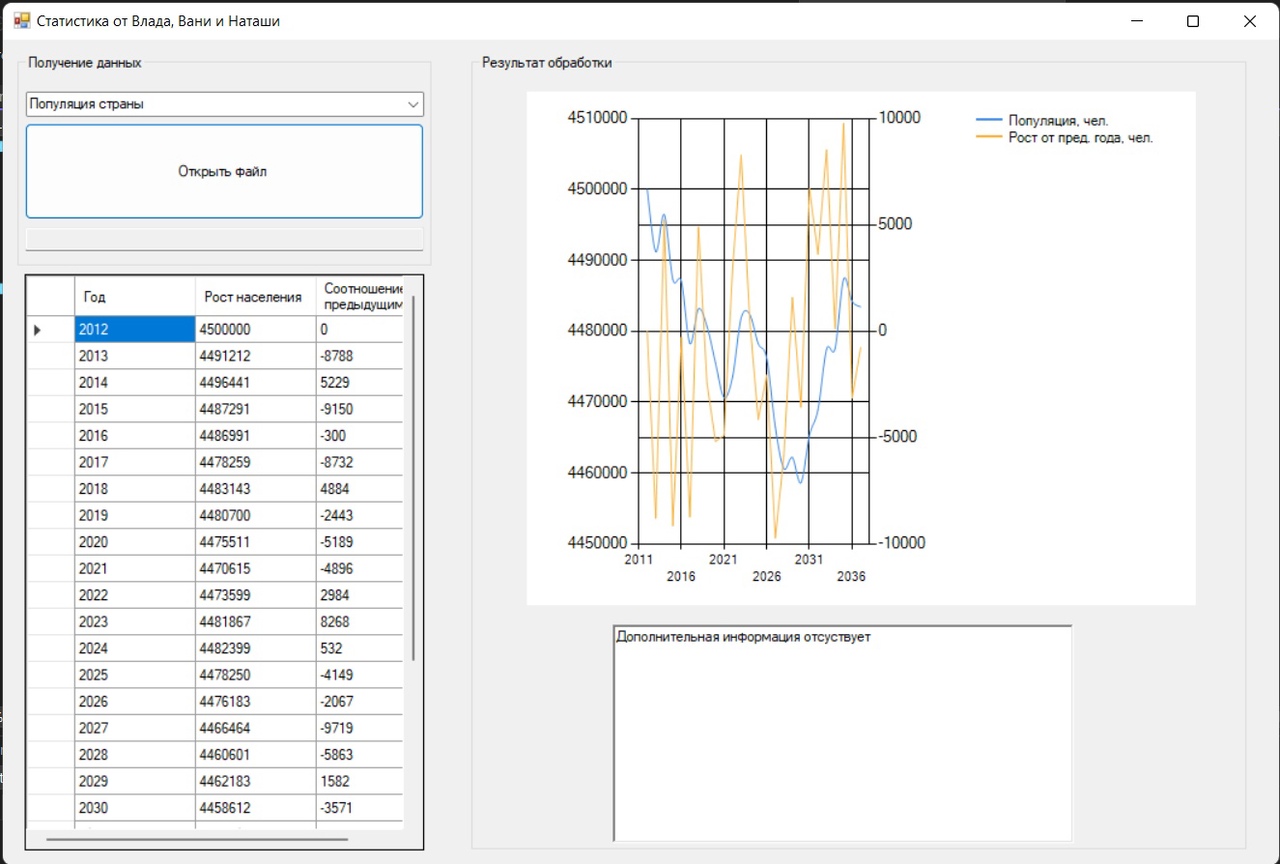 Статистика от Влада, Вани и Наташи
Получение данных
Популяция страны
Открыть файл
Год Рост населения Соотношение
предыдущим
2012 4500000 0
2013 4491212 -8788
2014 4496441 5229
2015 4487291 -9150
2016 4486991 -300
2017 4478259 -8732
2018 4483143 4884
2019 4480700 -2443
2020 4475511 -5189
2021 4470615 -4896
2022 4473599 2984
2023 4481867 8268
2024 4482399 532
2025 4478250 -4149
2026 4476183 -2067
2027 4466464 -9719
2028 4460601 -5863
2029 4462183 1582
2030 4458612 -3571
Результат обработки
4510000
4500000
4490000
4480000
4470000
4460000
4450000
10000
5000
0
-5000
-10000
2011 2021 2031
2016 2026 2036
Популяция, чел.
Рост от пред. года, чел.
Дополнительная информация отсуствует